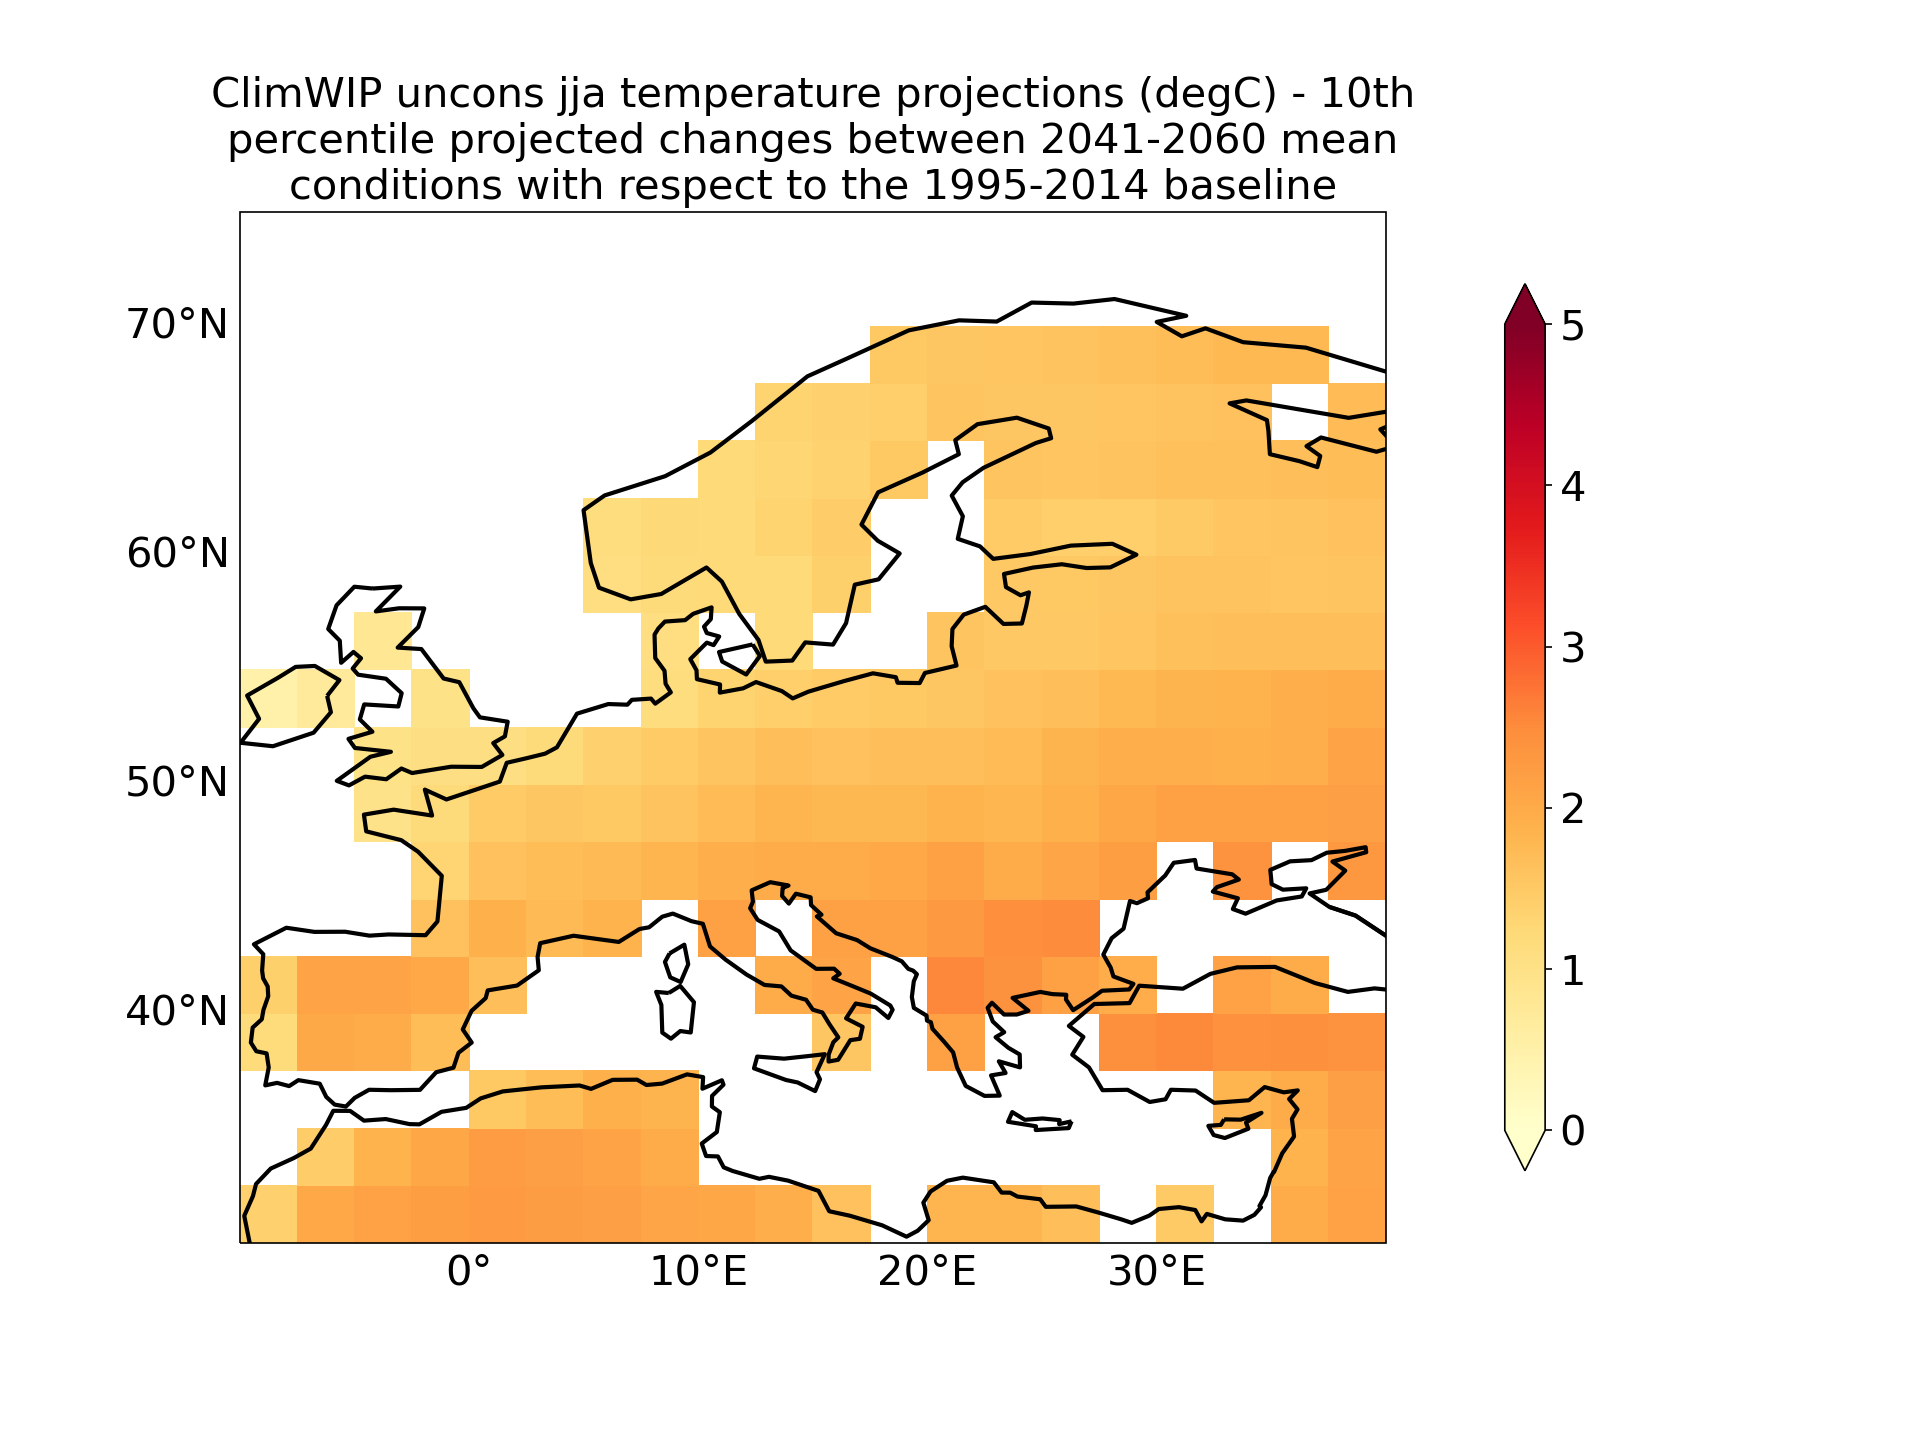 ClimWIP uncons jja temperature projections (degC) - 10th
percentile projected changes between 2041-2060 mean
conditions with respect to the 1995-2014 baseline
70°N
60°N
50°N
40°N
0°
10°E
20°E
30°E
5
4
3
2
1
0